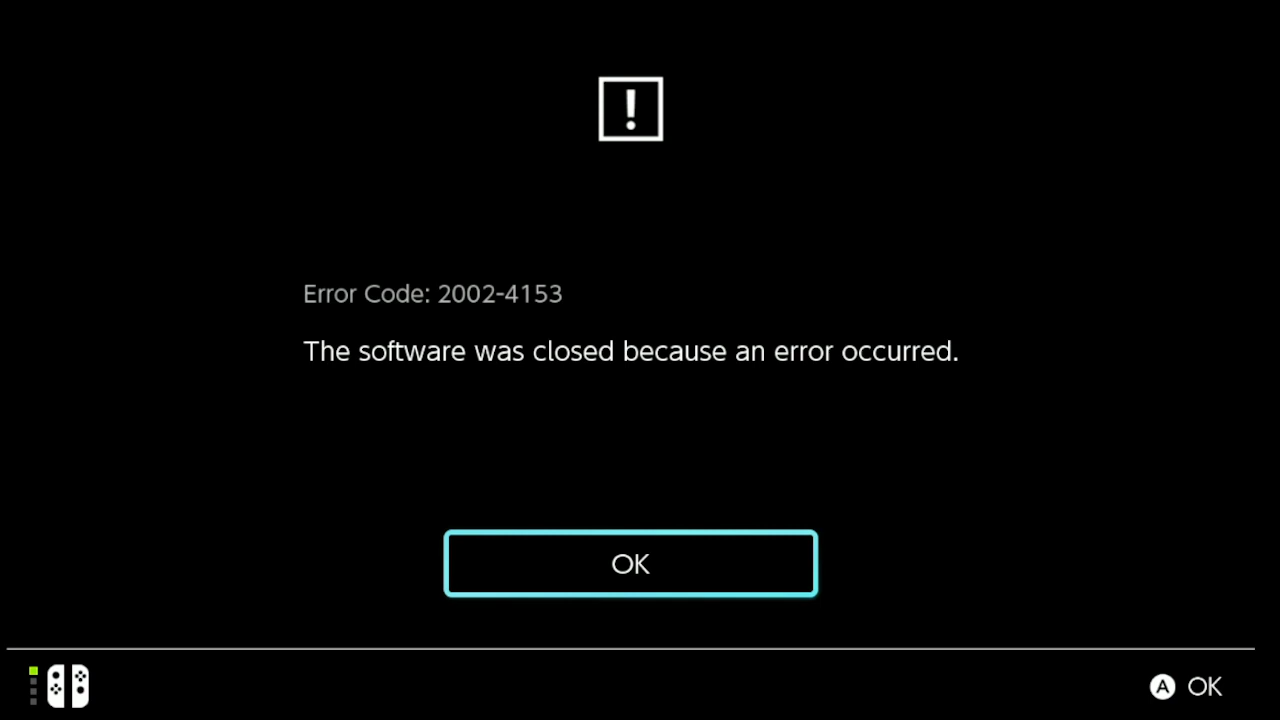 !
Error Code: 2002-4153
The software was closed because an error occurred.
OK
A OK